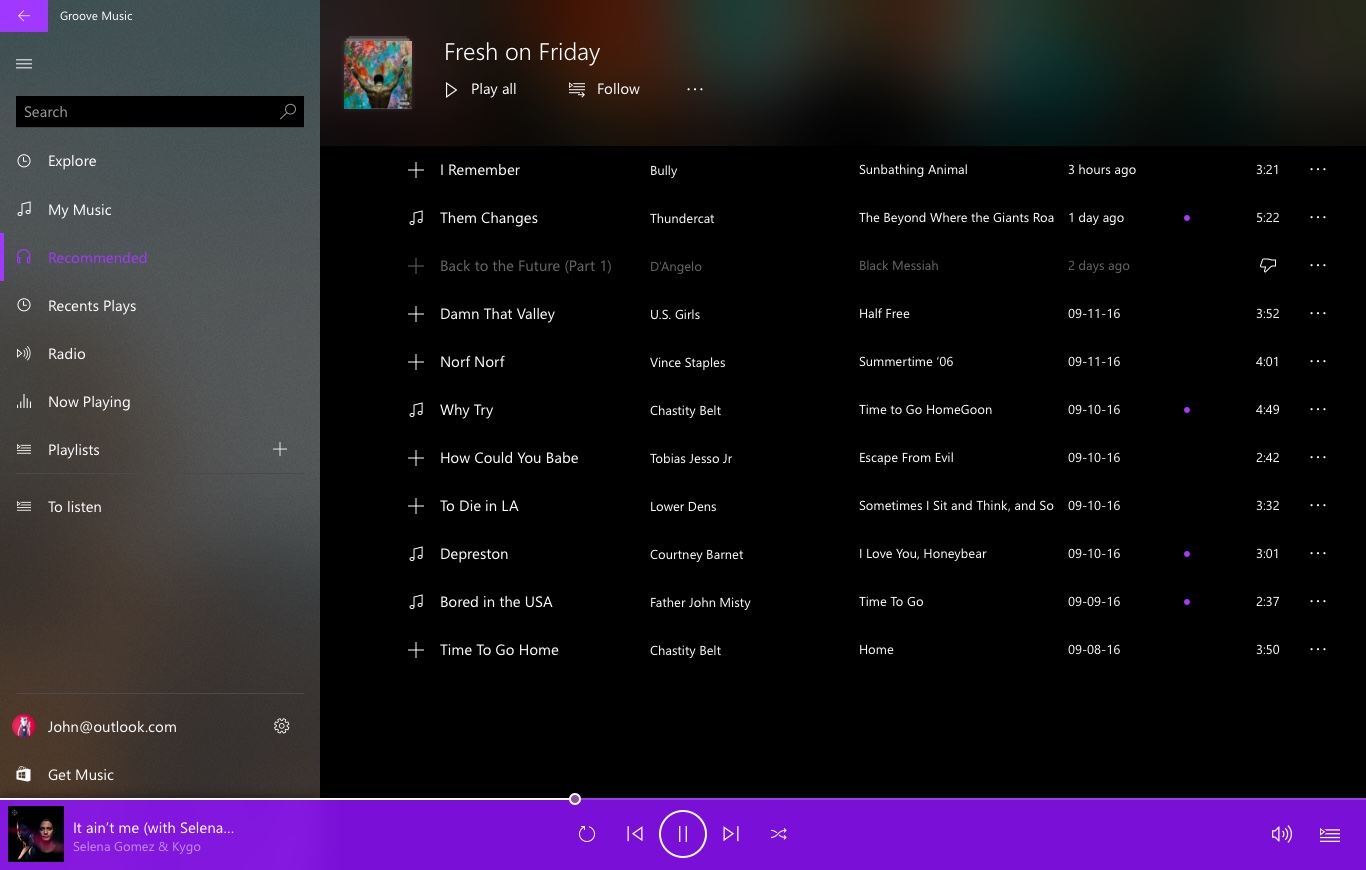 Groove Music
Search
Explore
My Music
Recommended
Recents Plays
Radio
Now Playing
Playlists
To listen
John@outlook.com
Get Music
Fresh on Friday
Play all Follow
I Remember Bully Sunbathing Animal 3 hours ago 3:21
Them Changes Thundercat The Beyond Where the Giants Roa 1 day ago 5:22
Back to the Future (Part 1) D'Angelo Black Messiah 2 days ago
Damn That Valley U.S. Girls Half Free 09-11-16 3:52
Norf Norf Vince Staples Summertime '06 09-11-16 4:01
Why Try Chastity Belt Time to Go HomeGoon 09-10-16 4:49
How Could You Babe Tobias Jesso Jr Escape From Evil 09-10-16 2:42
To Die in LA Lower Dens Sometimes I Sit and Think, and So 09-10-16 3:32
Depreston Courtney Barnet I Love You, Honeybear 09-10-16 3:01
Bored in the USA Father John Misty Time To Go 09-09-16 2:37
Time To Go Home Chastity Belt Home 09-08-16 3:50
It ain't me (with Selena...
Selena Gomez & Kygo